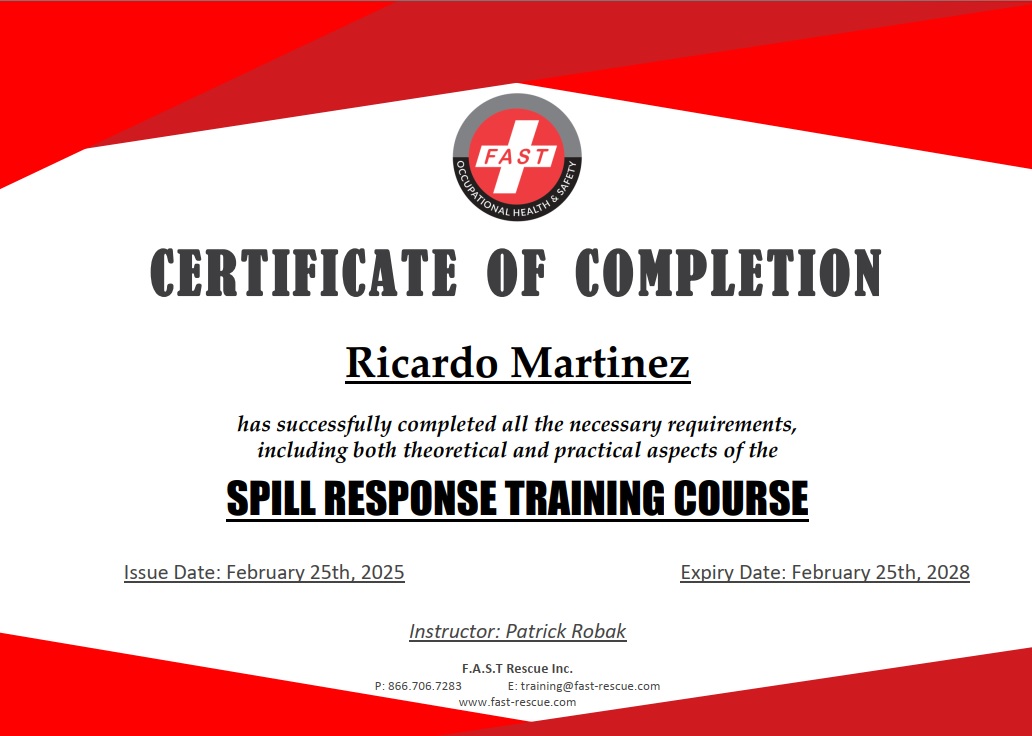 FAST
OCCUPATIONAL HEALTH & SAFETY
CERTIFICATE OF COMPLETION
Ricardo Martinez
has successfully completed all the necessary requirements,
including both theoretical and practical aspects of the
SPILL RESPONSE TRAINING COURSE
Issue Date: February 25th, 2025 Expiry Date: February 25th, 2028
Instructor: Patrick Robak
F.A.S.T Rescue Inc.
P: 866.706.7283 E: training@fast-rescue.com
www.fast-rescue.com